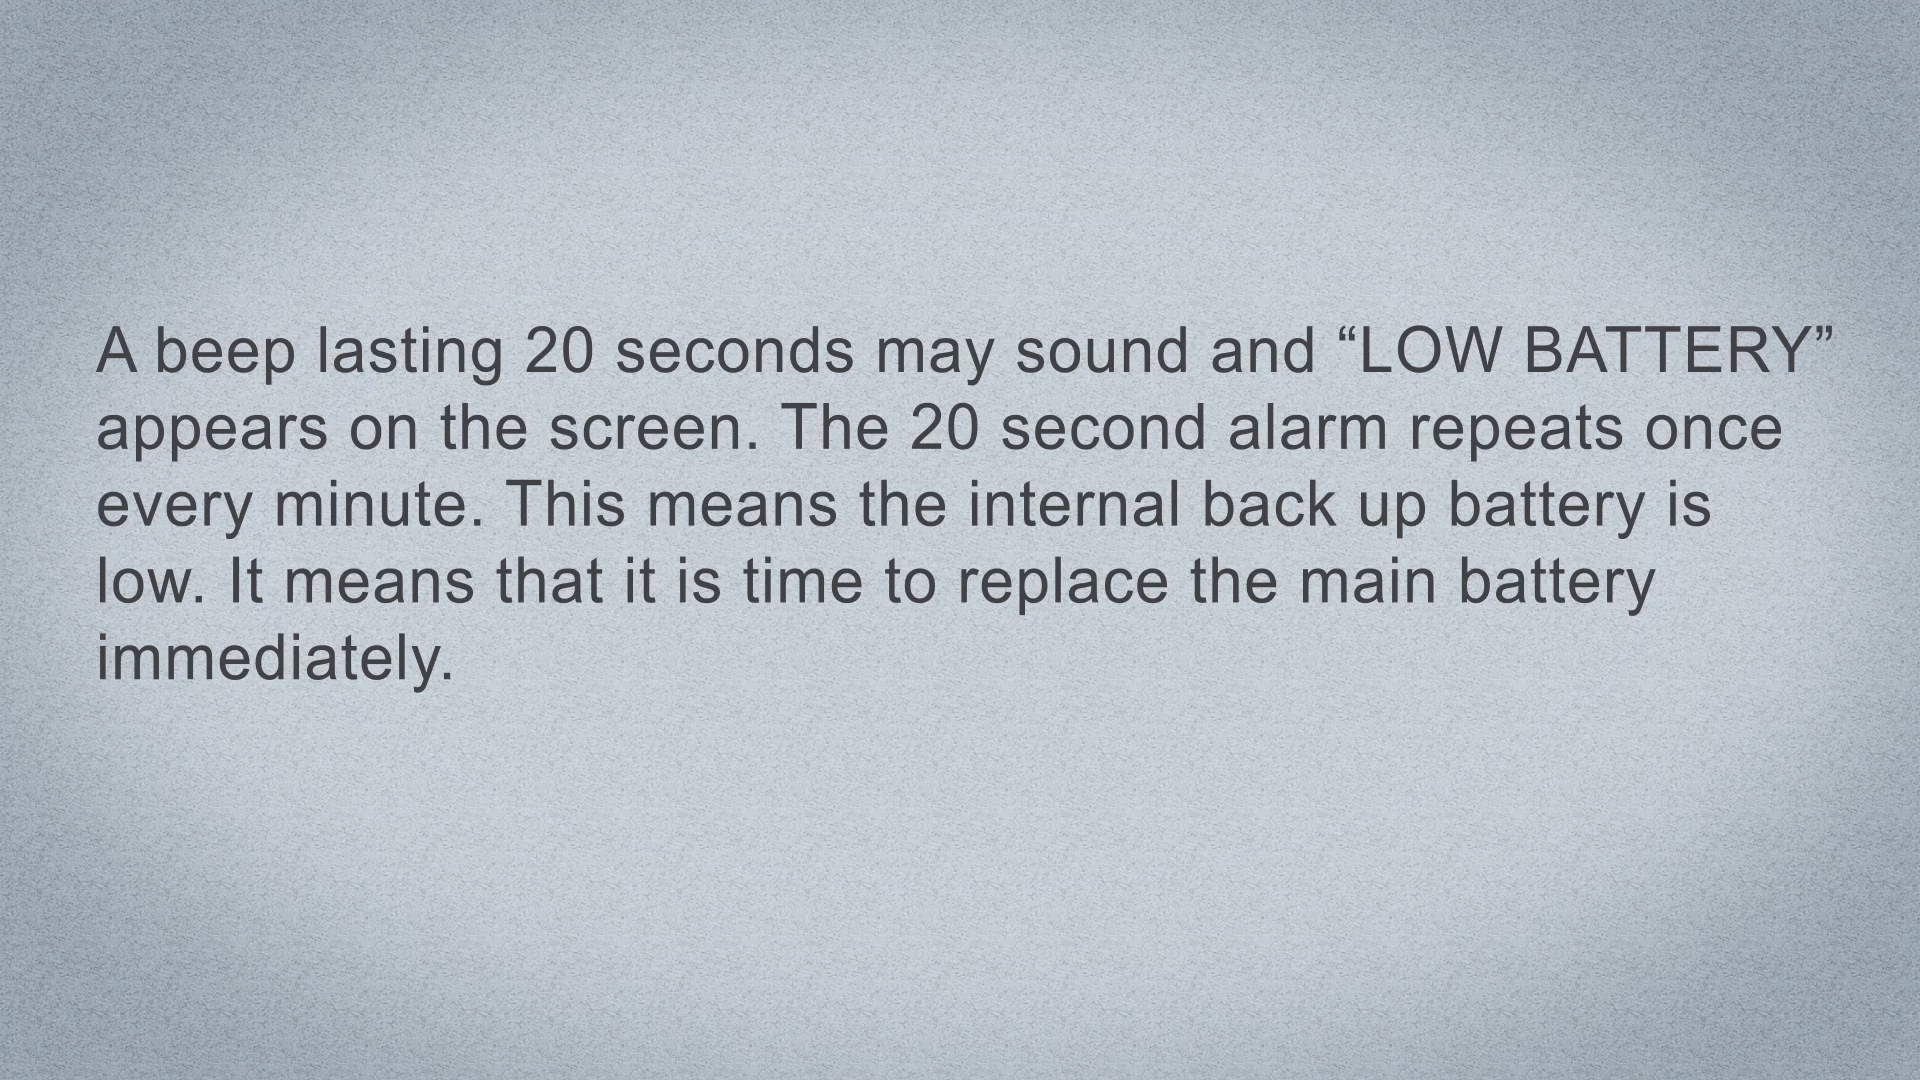 A beep lasting 20 seconds may sound and “LOW BATTERY”
appears on the screen. The 20 second alarm repeats once
every minute. This means the internal back up battery is
low. It means that it is time to replace the main battery
immediately.